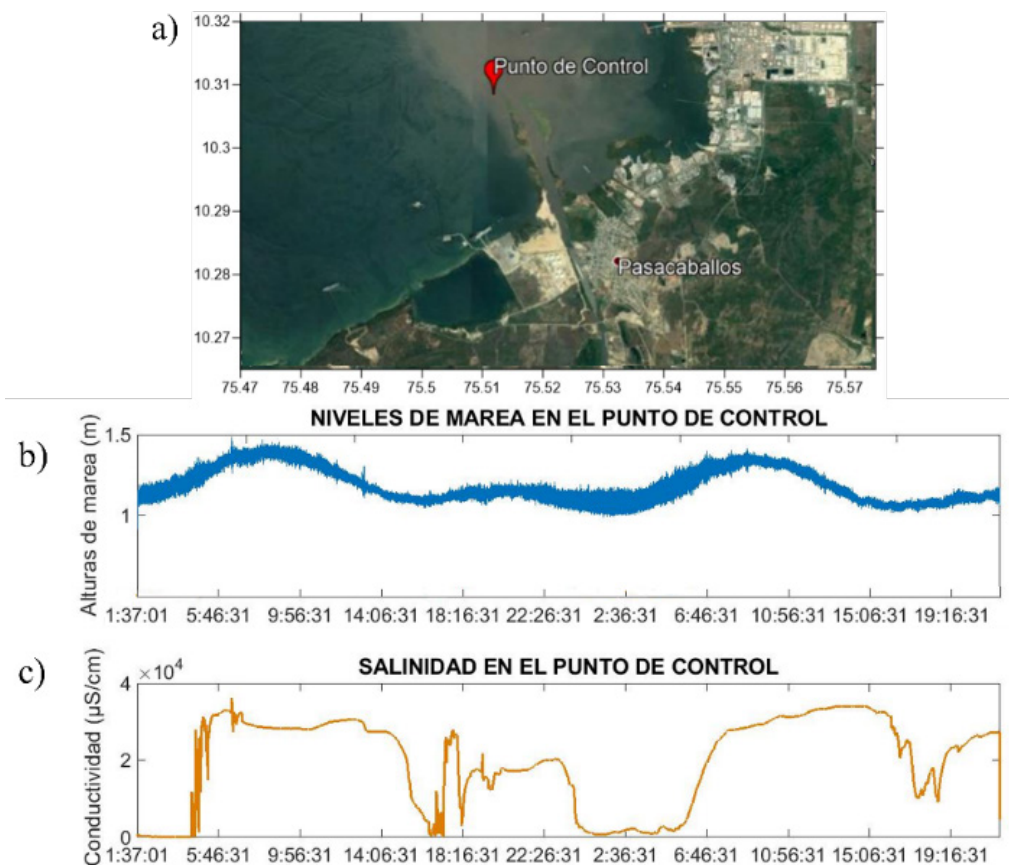 a)
10.32
10.31
10.3
10.29
10.28
10.27
Punto de Control
Pasacaballos
75.47 75.48 75.49 75.5 75.51 75.52 75.53 75.54 75.55 75.56 75.57
b)
NIVELES DE MAREA EN EL PUNTO DE CONTROL
Alturas de marea (m)
1.5
1
1:37:01 5:46:31 9:56:31 14:06:31 18:16:31 22:26:31 2:36:31 6:46:31 10:56:31 15:06:31 19:16:31
c)
×10⁴
SALINIDAD EN EL PUNTO DE CONTROL
Conductividad (µS/cm)
4
2
0
1:37:01 5:46:31 9:56:31 14:06:31 18:16:31 22:26:31 2:36:31 6:46:31 10:56:31 15:06:31 19:16:31